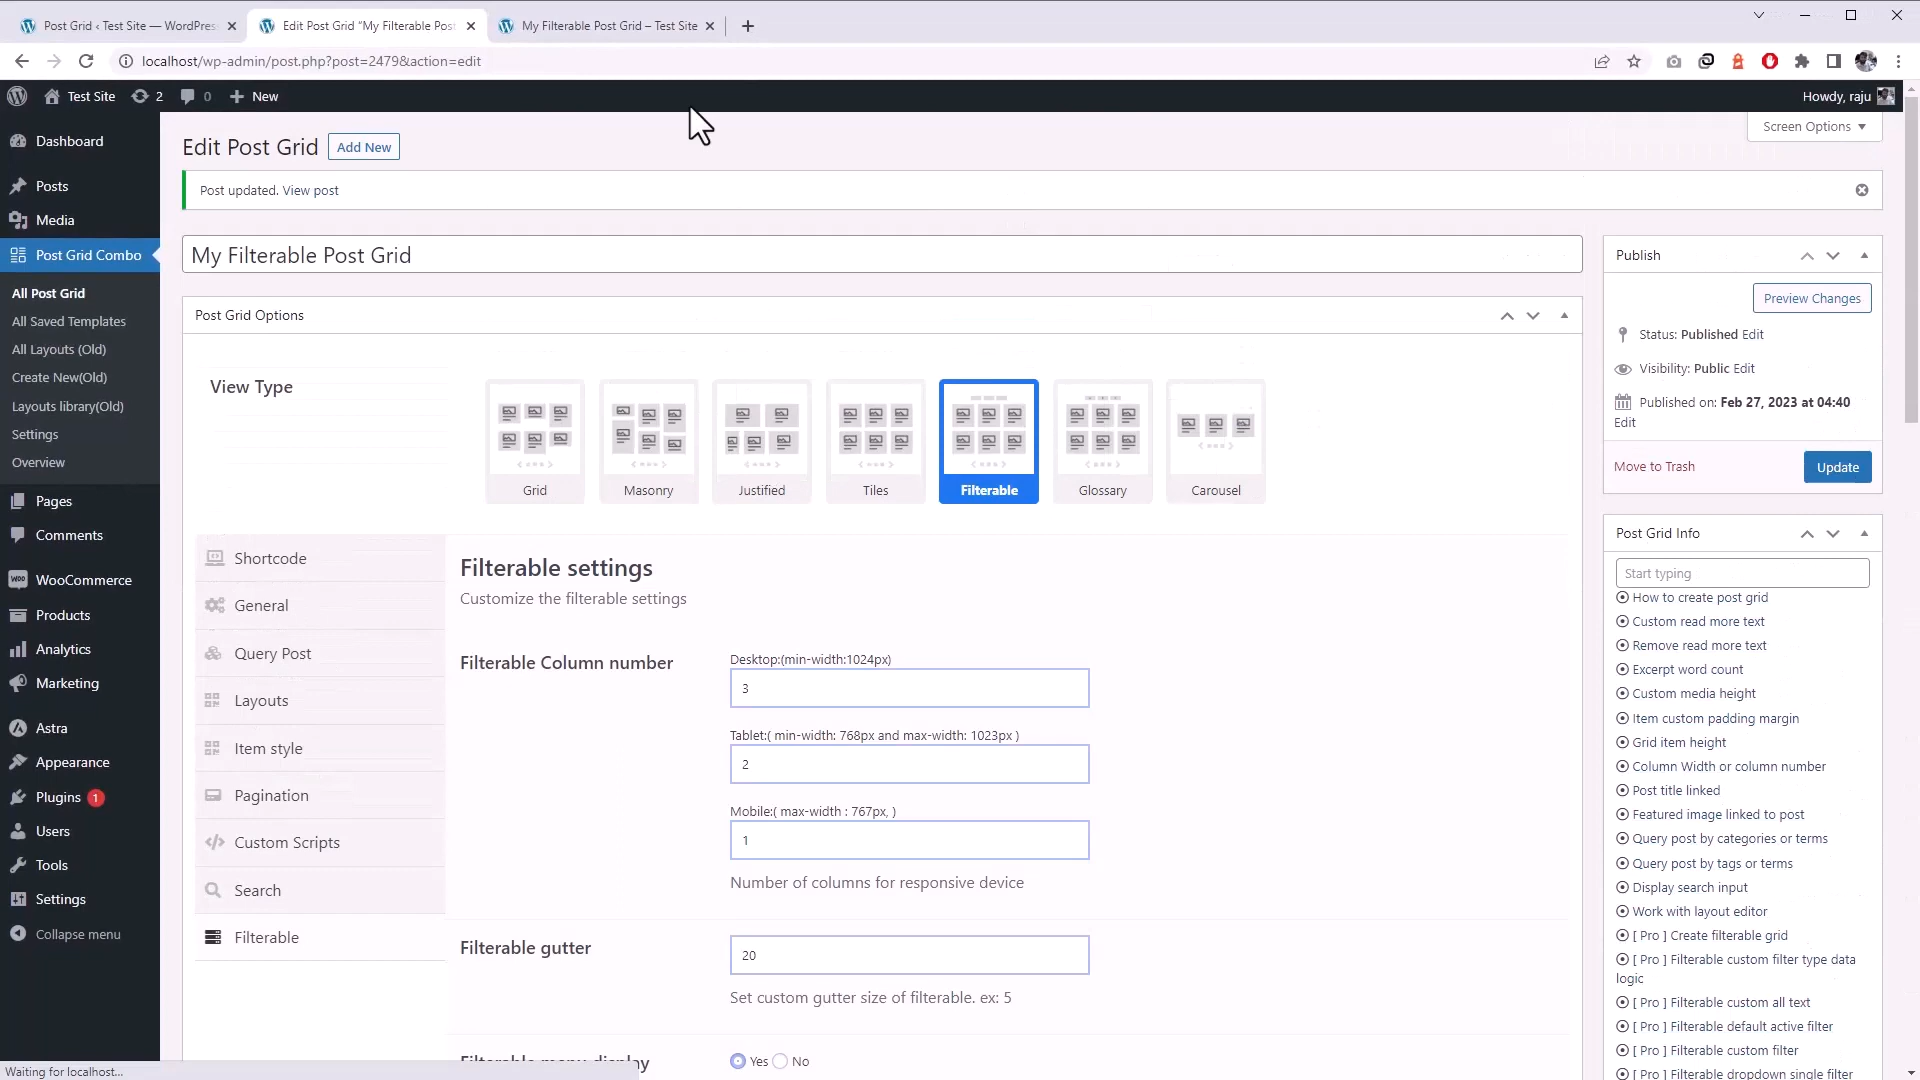 Post Grid ‹ Test Site — WordPres
Edit Post Grid “My Filterable Post
My Filterable Post Grid – Test Site
localhost/wp-admin/post.php?post=2479&action=edit
Test Site
2
0
New
Howdy, raju
Dashboard
Posts
Media
Post Grid Combo
All Post Grid
All Saved Templates
All Layouts (Old)
Create New(Old)
Layouts library(Old)
Settings
Overview
Pages
Comments
WooCommerce
Products
Analytics
Marketing
Astra
Appearance
Plugins 1
Users
Tools
Settings
Collapse menu
Waiting for localhost...
Screen Options
Edit Post Grid
Add New
Post updated. View post
My Filterable Post Grid
Post Grid Options
View Type
Grid
Masonry
Justified
Tiles
Filterable
Glossary
Carousel
Shortcode
General
Query Post
Layouts
Item style
Pagination
Custom Scripts
Search
Filterable
Filterable settings
Customize the filterable settings
Filterable Column number
Desktop:(min-width:1024px)
3
Tablet:( min-width: 768px and max-width: 1023px )
2
Mobile:( max-width : 767px, )
1
Number of columns for responsive device
Filterable gutter
20
Set custom gutter size of filterable. ex: 5
Filterable menu display
Yes No
Publish
Preview Changes
Status: Published Edit
Visibility: Public Edit
Published on: Feb 27, 2023 at 04:40
Edit
Move to Trash
Update
Post Grid Info
Start typing
How to create post grid
Custom read more text
Remove read more text
Excerpt word count
Custom media height
Item custom padding margin
Grid item height
Column Width or column number
Post title linked
Featured image linked to post
Query post by categories or terms
Query post by tags or terms
Display search input
Work with layout editor
[ Pro ] Create filterable grid
[ Pro ] Filterable custom filter type data
logic
[ Pro ] Filterable custom all text
[ Pro ] Filterable default active filter
[ Pro ] Filterable custom filter
[ Pro ] Filterable dropdown single filter